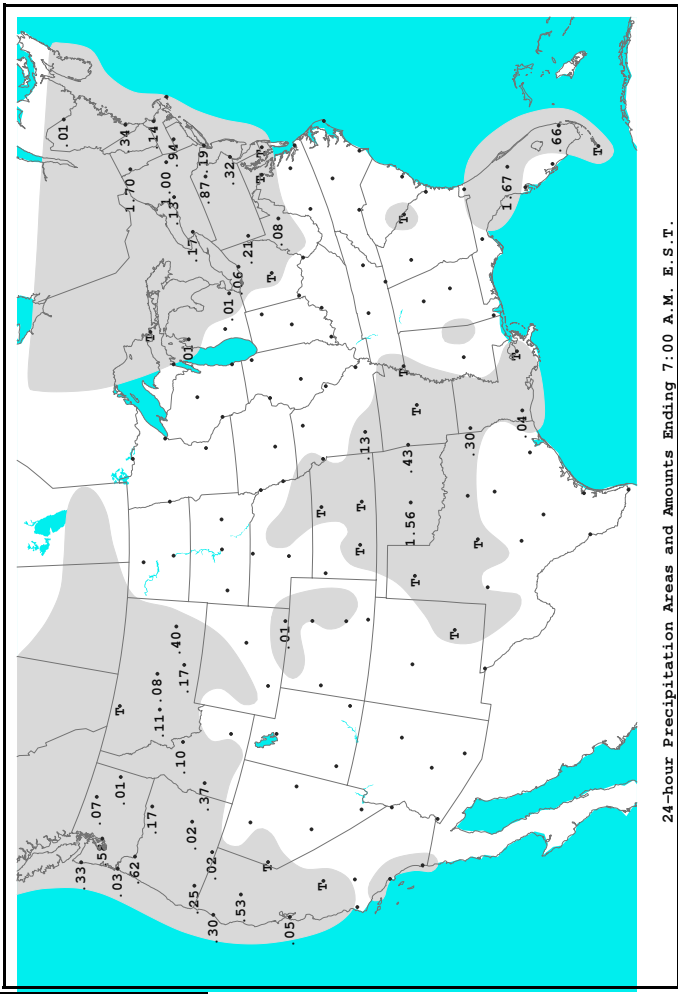 .01
.33
.07
.58
.03
T
.01
.34
1.70
.62
T
.17
.14
.11
.08
1.00
.40
.13
.94
.10
.17
.01
.02
.17
.25
.37
.87
.19
.30
.02
.01
.32
.53
.06
.21
T
T
T
T
.08
.01
.05
T
T
T
T
.13
T
T
.43
1.56
T
T
T
.30
T
1.67
T
.04
.66
T
24-hour Precipitation Areas and Amounts Ending 7:00 A.M. E.S.T.